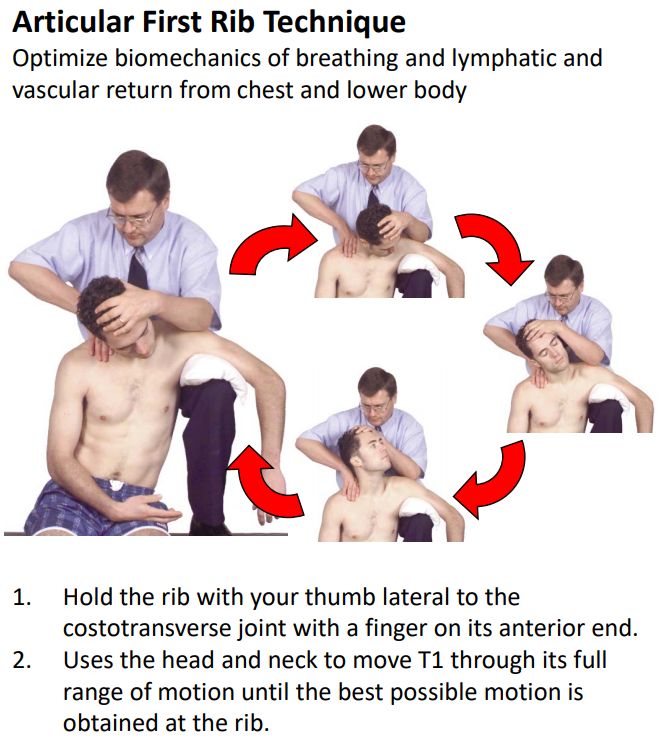 Articular First Rib Technique
Optimize biomechanics of breathing and lymphatic and
vascular return from chest and lower body
1. Hold the rib with your thumb lateral to the
costotransverse joint with a finger on its anterior end.
2. Uses the head and neck to move T1 through its full
range of motion until the best possible motion is
obtained at the rib.